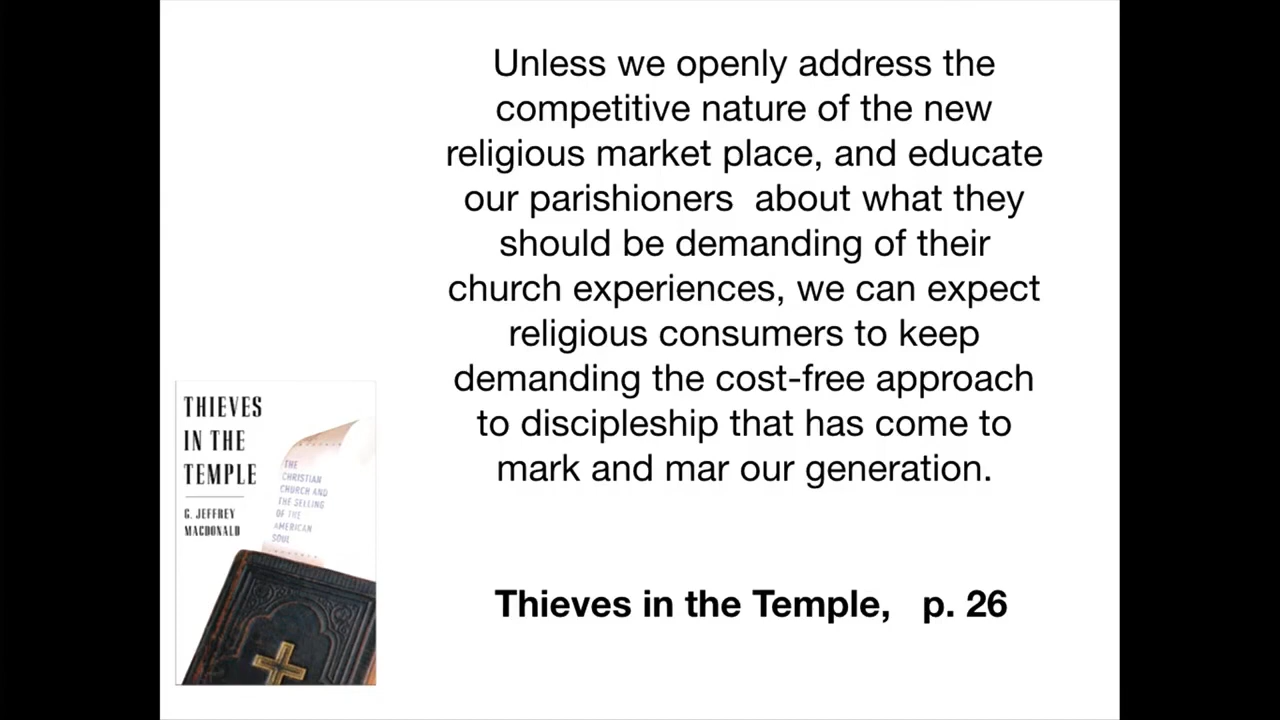 Unless we openly address the
competitive nature of the new
religious market place, and educate
our parishioners  about what they
should be demanding of their
church experiences, we can expect
religious consumers to keep
demanding the cost-free approach
to discipleship that has come to
mark and mar our generation.
Thieves in the Temple,   p. 26
THIEVES
IN THE
TEMPLE
G. JEFFREY
MACDONALD
THE
CHRISTIAN
CHURCH AND
THE SELLING
OF THE
AMERICAN
SOUL